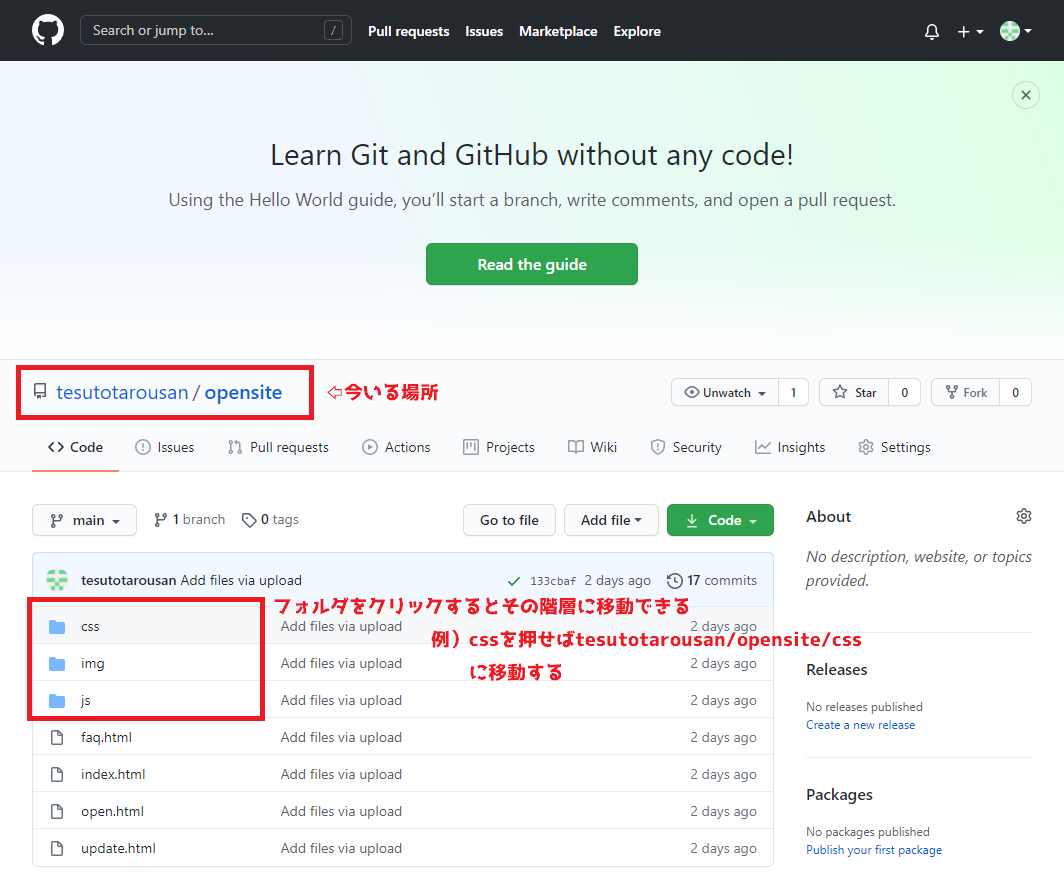 Search or jump to... /
Pull requests Issues Marketplace Explore
Learn Git and GitHub without any code!
Using the Hello World guide, you’ll start a branch, write comments, and open a pull request.
Read the guide
tesutotarousan / opensite ⇦今いる場所
Unwatch 1 Star 0 Fork 0
Code Issues Pull requests Actions Projects Wiki Security Insights Settings
main 1 branch 0 tags Go to file Add file Code
tesutotarousan Add files via upload 133cbaf 2 days ago 17 commits
フォルダをクリックするとその階層に移動できる
css Add files via upload 2 days ago
例）cssを押せばtesutotarousan/opensite/css
img Add files via upload 2 days ago
に移動する
js Add files via upload 2 days ago
faq.html Add files via upload 2 days ago
index.html Add files via upload 2 days ago
open.html Add files via upload 2 days ago
update.html Add files via upload 2 days ago
About
No description, website, or topics
provided.
Releases
No releases published
Create a new release
Packages
No packages published
Publish your first package